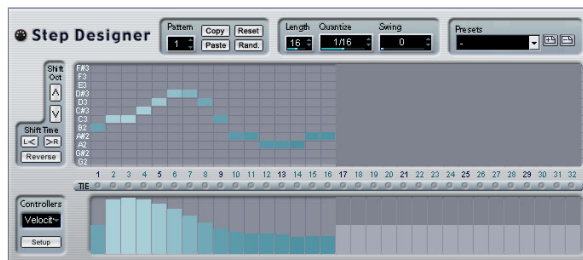 Step Designer
Pattern
1
Copy
Reset
Paste
Rand.
Length
16
Quantize
1/16
Swing
0
Presets
-
Shift
Oct
Shift Time
L<
>R
Reverse
F#3
F3
E3
D#3
D3
C#3
C3
B2
A#2
A2
G#2
G2
1 2 3 4 5 6 7 8 9 10 11 12 13 14 15 16 17 18 19 20 21 22 23 24 25 26 27 28 29 30 31 32
TIE
Controllers
Velocit
Setup